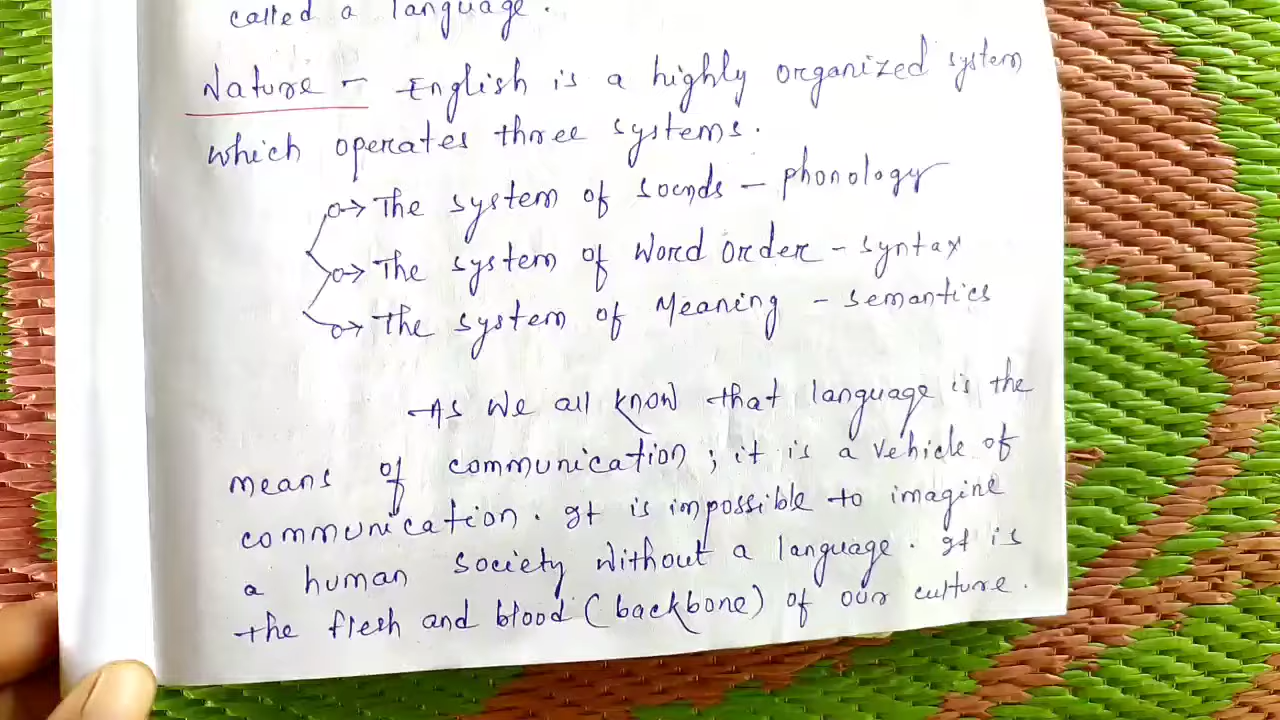 called a language.
Nature - English is a highly organized system
which operates three systems.
→ The system of sounds - phonology
→ The system of Word Order - syntax
→ The system of Meaning - semantics
As we all know that language is the
means of communication; it is a vehicle of
communication. It is impossible to imagine
a human society without a language. It is
the flesh and blood (backbone) of our culture.